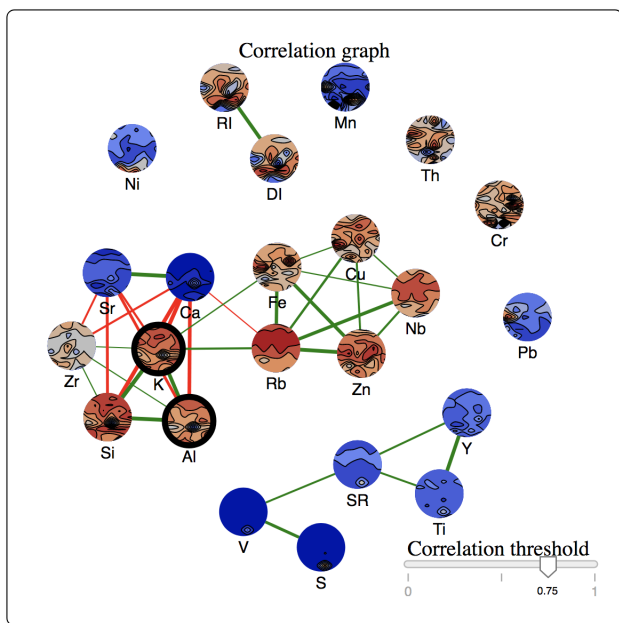 Correlation graph
RI
Mn
Ni
DI
Th
Cr
Sr
Ca
Fe
Cu
Nb
Pb
Zr
K
Rb
Zn
Si
Al
SR
Y
Ti
V
S
Correlation threshold
0
0.75
1